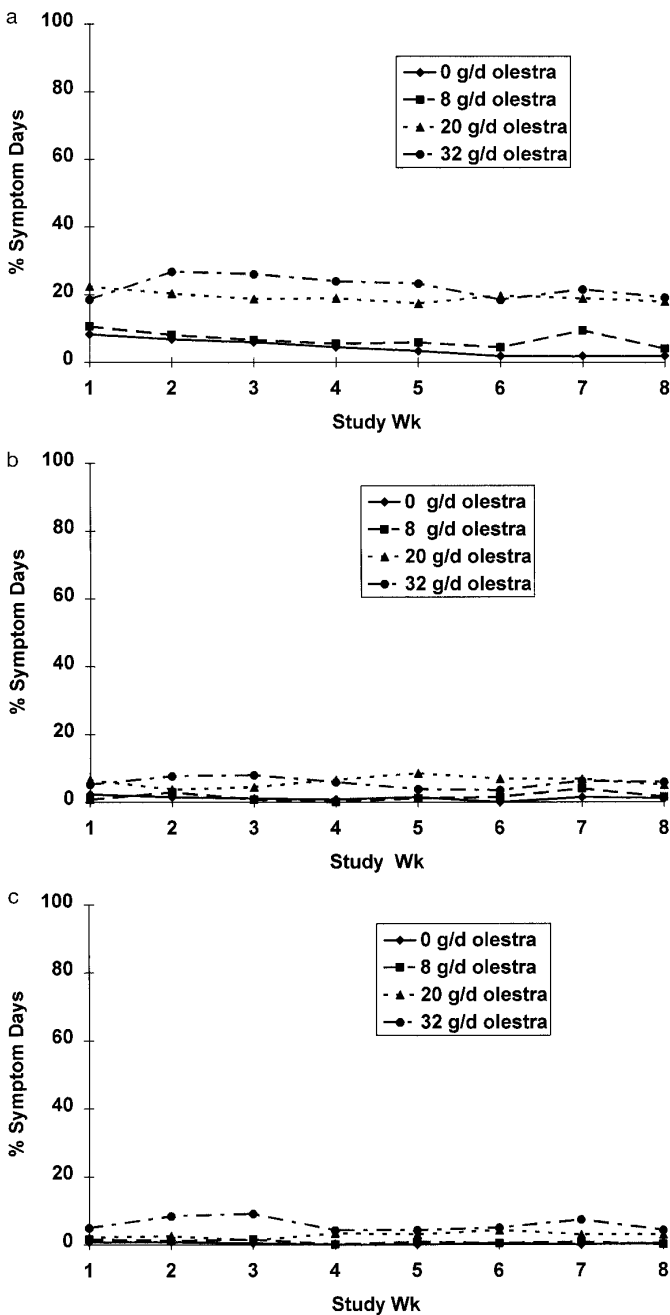 a
100
80
60
40
20
0
% Symptom Days
0 g/d olestra
8 g/d olestra
20 g/d olestra
32 g/d olestra
1 2 3 4 5 6 7 8
Study Wk
b
100
80
60
40
20
0
% Symptom Days
0 g/d olestra
8 g/d olestra
20 g/d olestra
32 g/d olestra
1 2 3 4 5 6 7 8
Study Wk
c
100
80
60
40
20
0
% Symptom Days
0 g/d olestra
8 g/d olestra
20 g/d olestra
32 g/d olestra
1 2 3 4 5 6 7 8
Study Wk